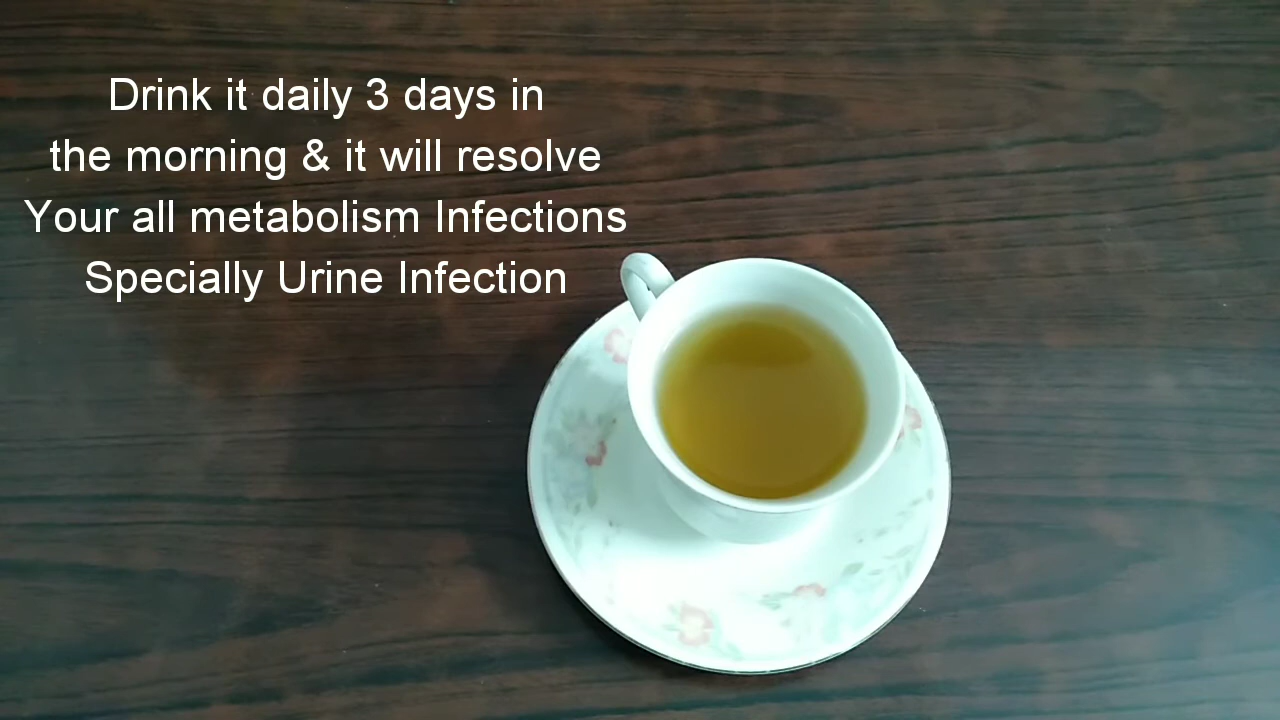 Drink it daily 3 days in
the morning & it will resolve
Your all metabolism Infections
Specially Urine Infection